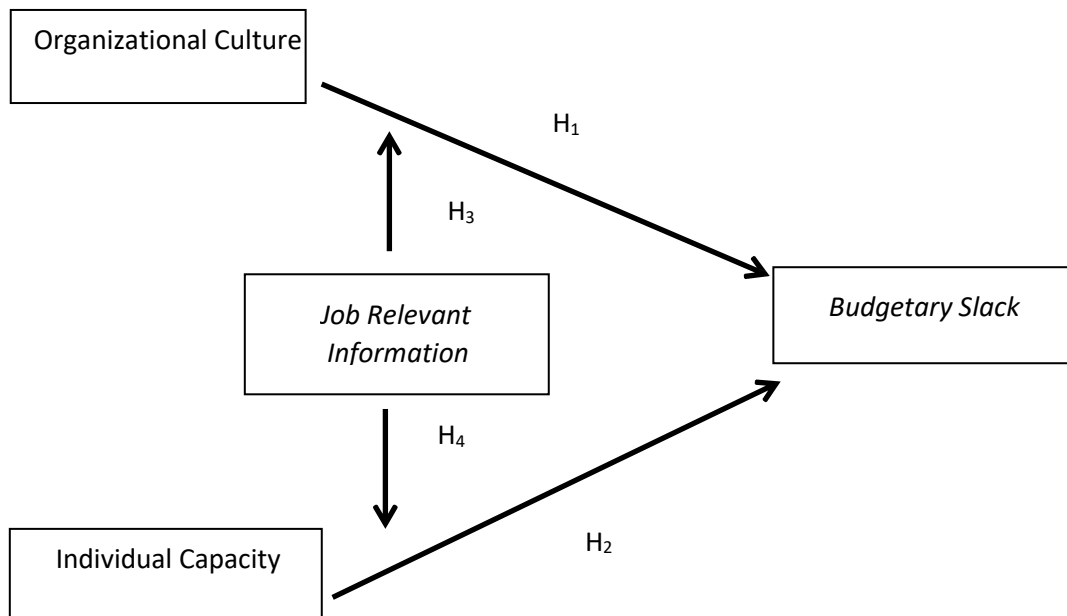 Organizational Culture
H₁
H₃
Job Relevant
Information
Budgetary Slack
H₄
H₂
Individual Capacity